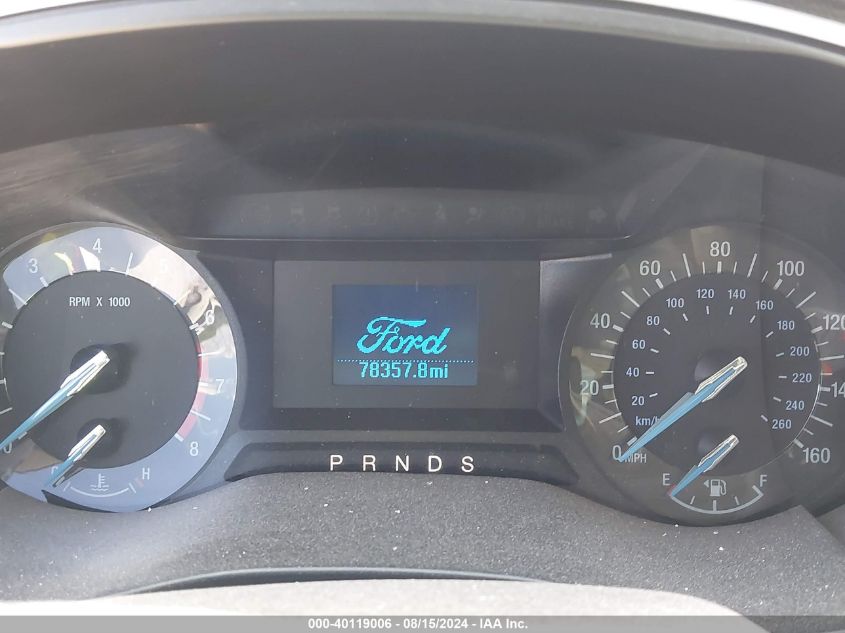 3 4 5 6 7 8 0
RPM X 1000
H
Ford
78357.8mi
P R N D S
0 20 40 60 80 100 120 140 160
20 40 60 80 100 120 140 160 180 200 220 240 260
km/h
MPH
E F
000-40119006 - 08/15/2024 - IAA Inc.